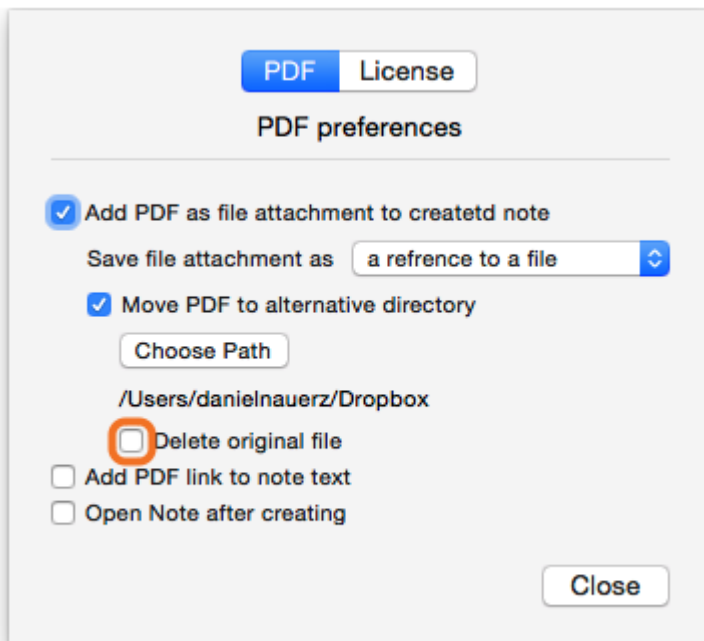 PDF License
PDF preferences
Add PDF as file attachment to createtd note
Save file attachment as a refrence to a file
Move PDF to alternative directory
Choose Path
/Users/danielnauerz/Dropbox
Delete original file
Add PDF link to note text
Open Note after creating
Close